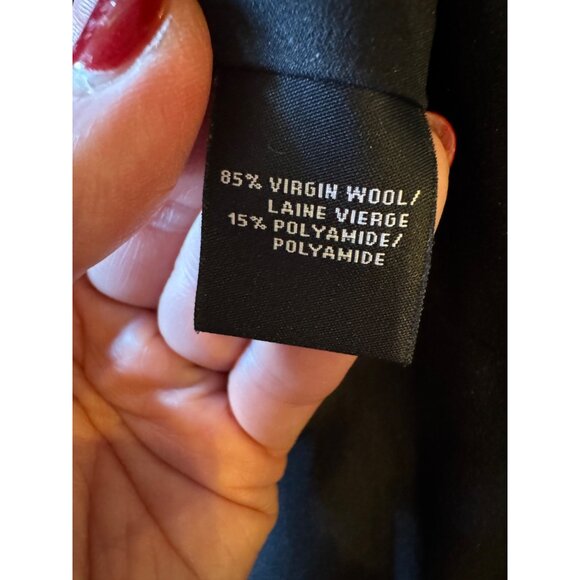 85% VIRGIN WOOL/
LAINE VIERGE
15% POLYAMIDE/
POLYAMIDE